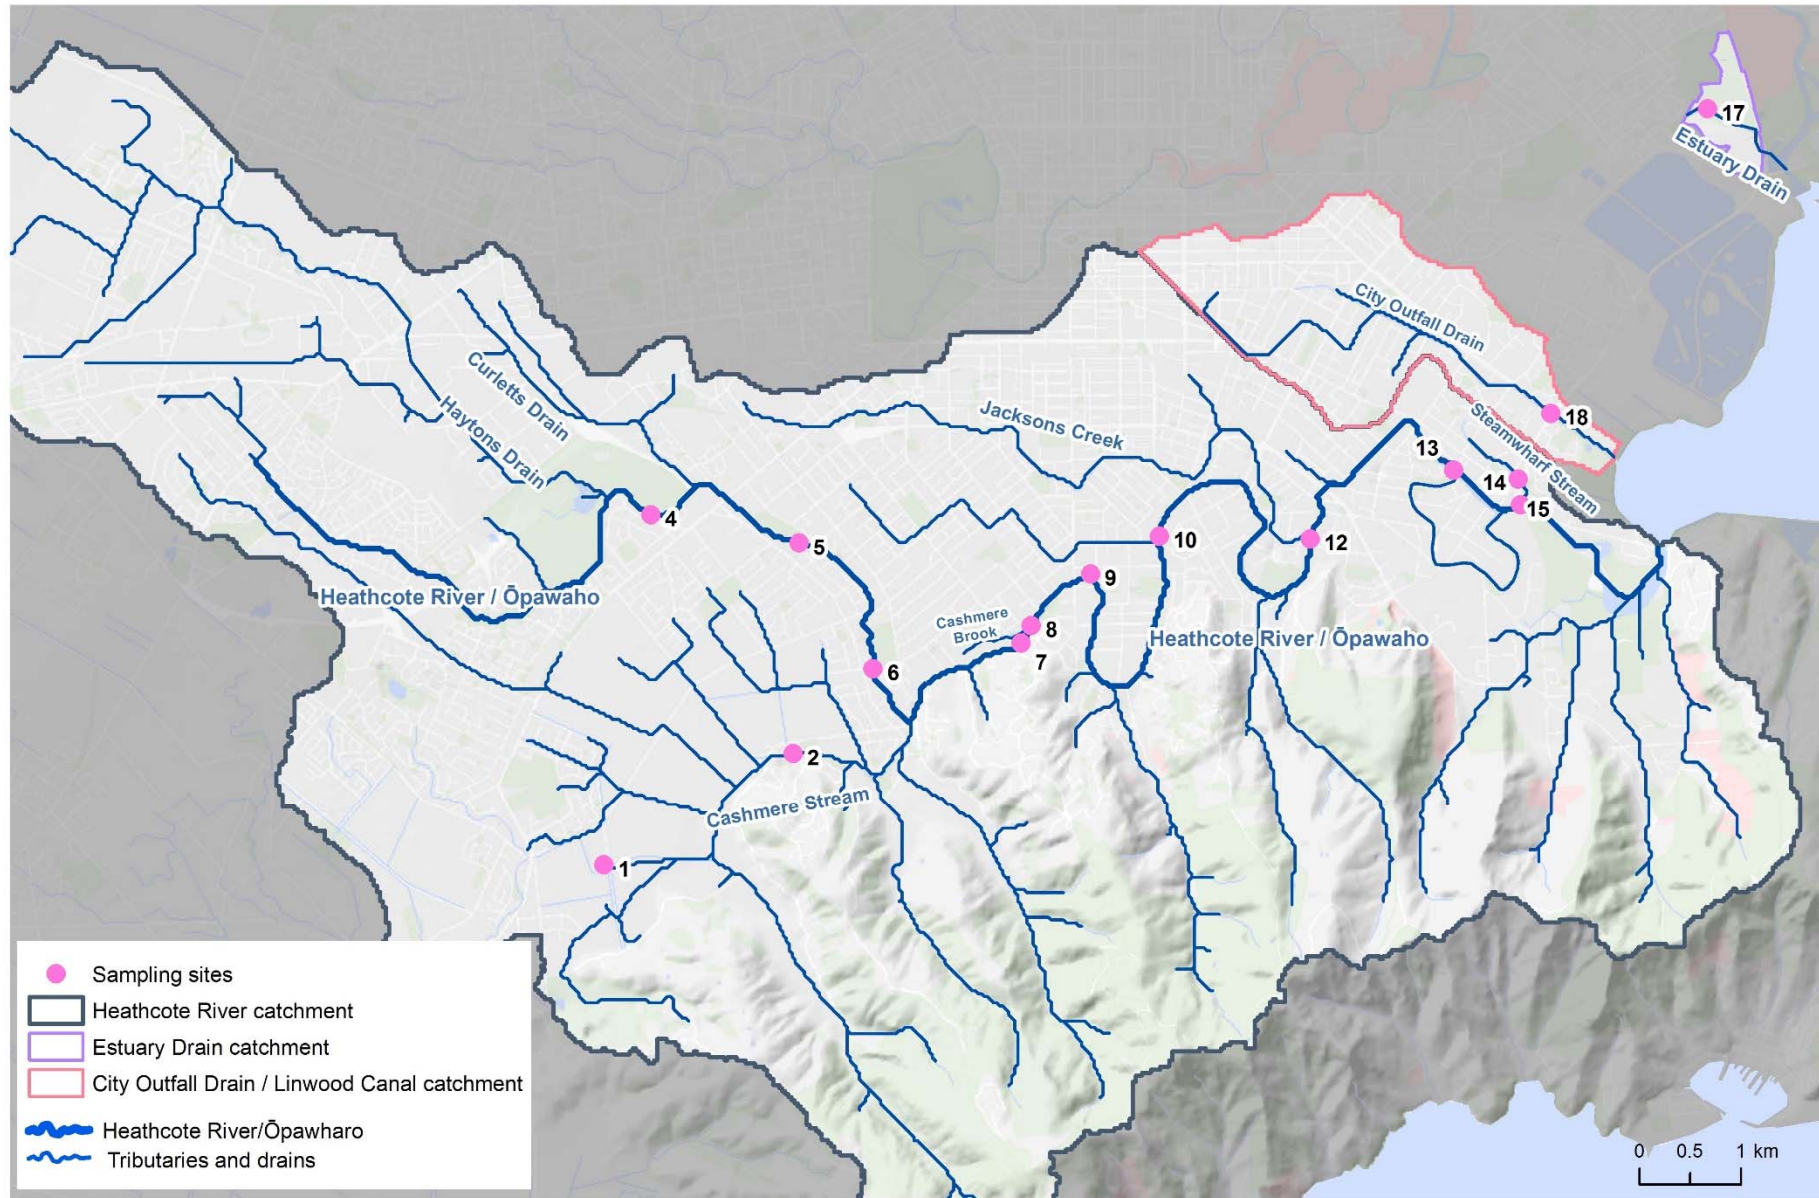 17
Estuary Drain
City Outfall Drain
18
Curletts Drain
Haytons Drain
Jacksons Creek
Steamwharf Stream
13
14
15
4
5
10
12
9
Heathcote River / Ōpawaho
Cashmere
Brook
8
7
Heathcote River / Ōpawaho
6
2
Cashmere Stream
1
Sampling sites
Heathcote River catchment
Estuary Drain catchment
City Outfall Drain / Linwood Canal catchment
Heathcote River/Ōpawharo
Tributaries and drains
0 0.5 1 km